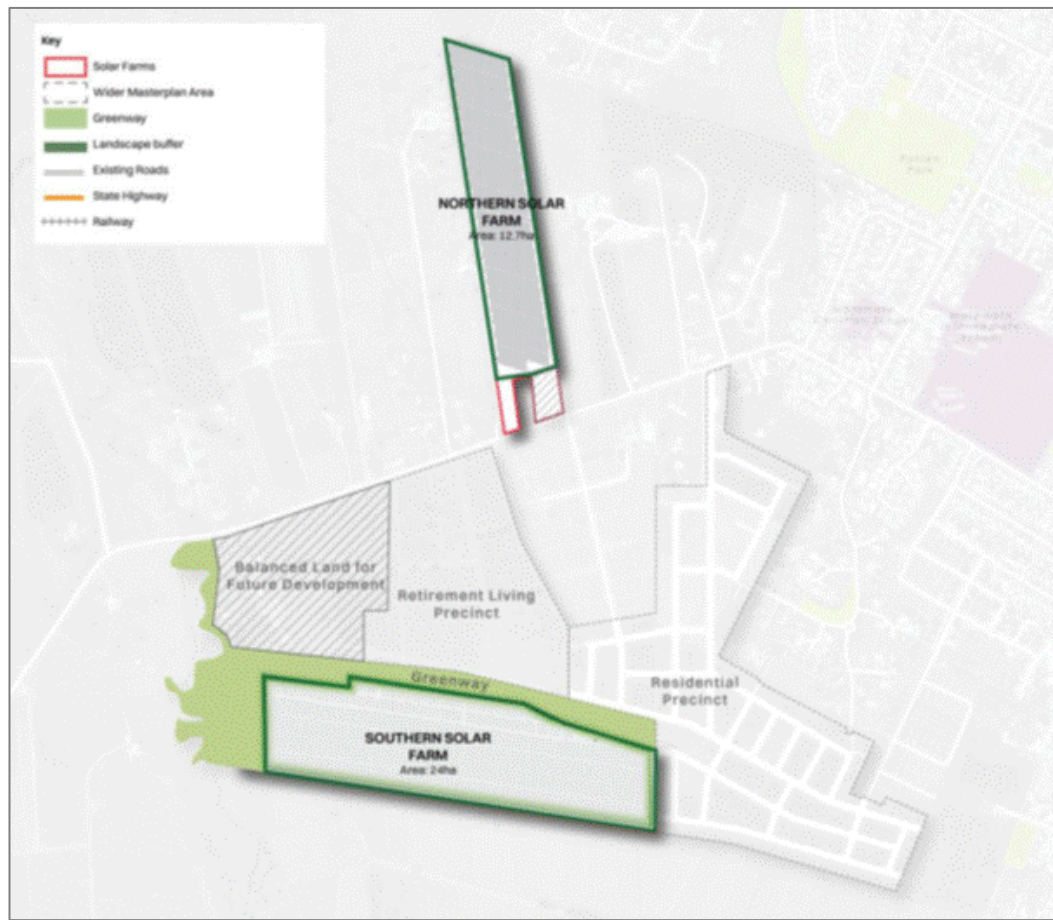 Key
Solar Farms
Wider Masterplan Area
Greenway
Landscape buffer
Existing Roads
State Highway
Railway
NORTHERN SOLAR
FARM
Area: 12.7ha
Balanced Land for
Future Development
Retirement Living
Precinct
Greenway
Residential
Precinct
SOUTHERN SOLAR
FARM
Area: 24ha